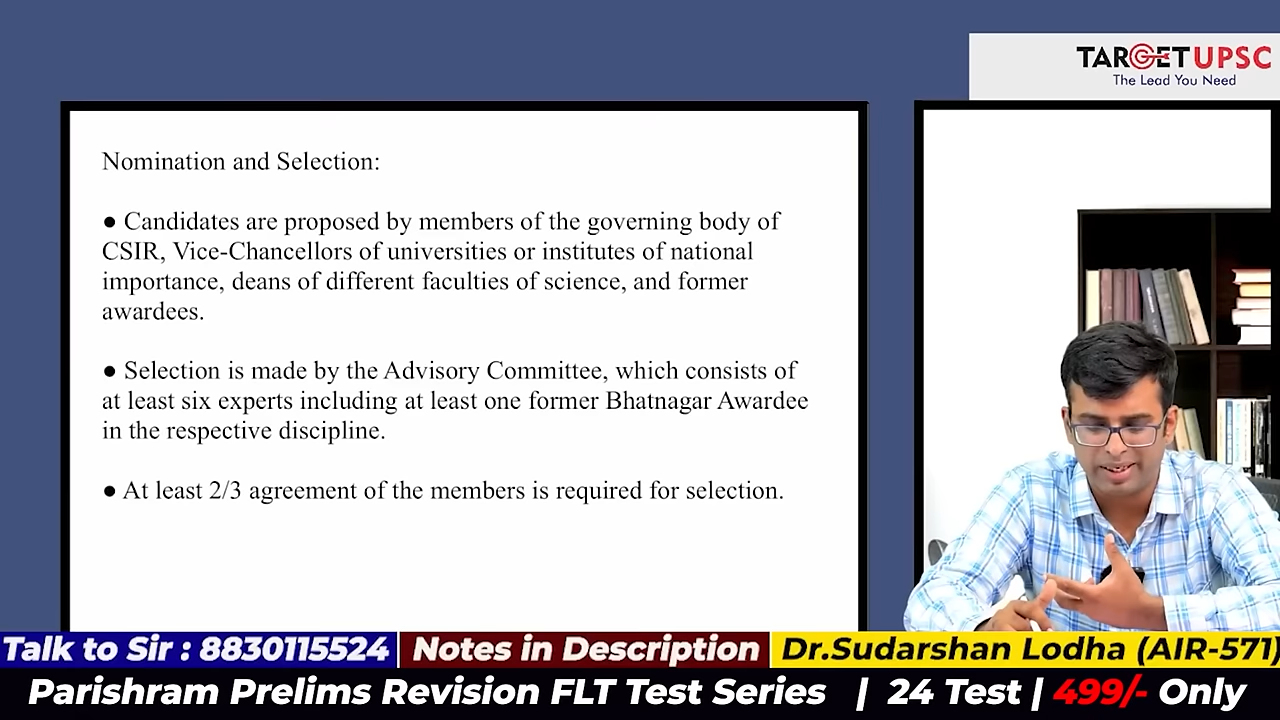 TARGET UPSC
The Lead You Need
Nomination and Selection:
● Candidates are proposed by members of the governing body of
CSIR, Vice-Chancellors of universities or institutes of national
importance, deans of different faculties of science, and former
awardees.
● Selection is made by the Advisory Committee, which consists of
at least six experts including at least one former Bhatnagar Awardee
in the respective discipline.
● At least 2/3 agreement of the members is required for selection.
Talk to Sir : 8830115524 Notes in Description Dr.Sudarshan Lodha (AIR-571)
Parishram Prelims Revision FLT Test Series | 24 Test | 499/- Only